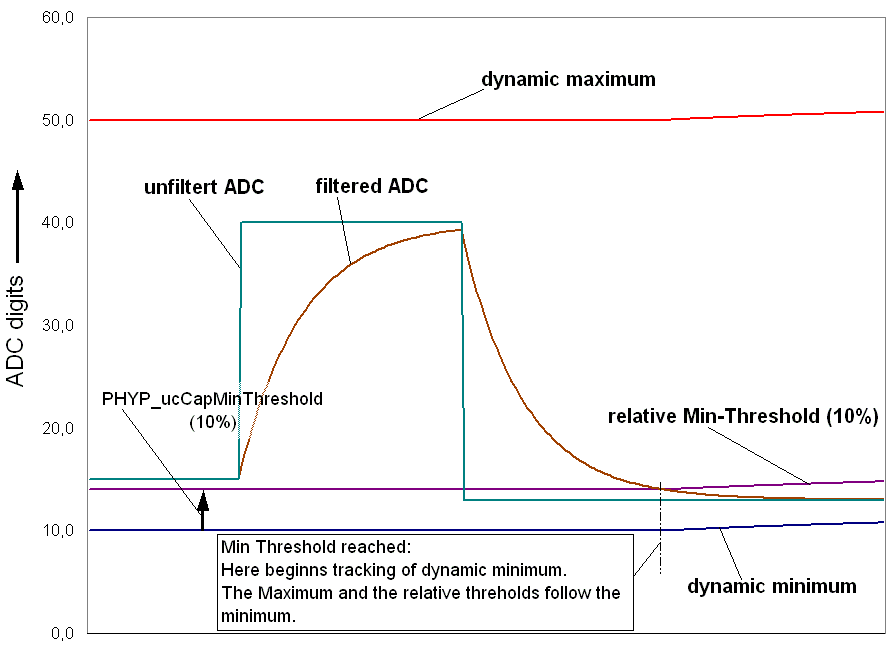 60,0
dynamic maximum
50,0
unfiltert ADC
filtered ADC
40,0
ADC digits
30,0
PHYP_ucCapMinThreshold
(10%)
relative Min-Threshold (10%)
20,0
10,0
Min Threshold reached:
Here beginns tracking of dynamic minimum.
The Maximum and the relative threholds follow the
minimum.
dynamic minimum
0,0